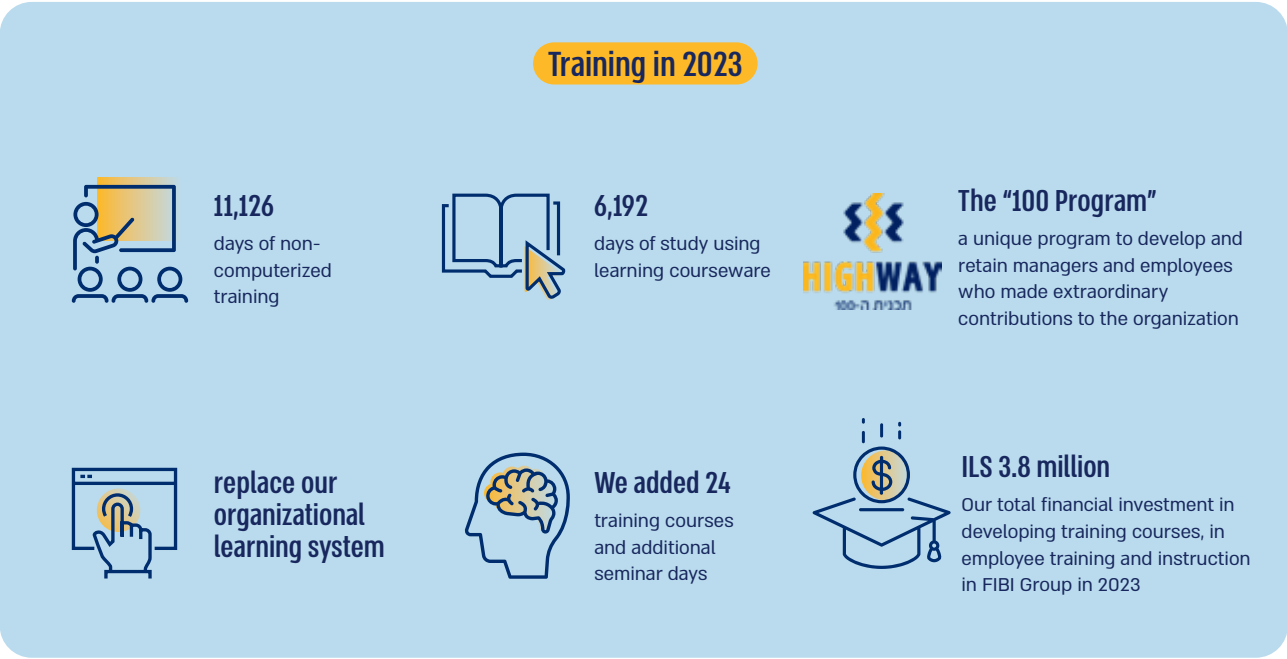 Training in 2023
11,126
days of non-
computerized
training
6,192
days of study using
learning courseware
HIGHWAY
תכנית ה-100
The “100 Program”
a unique program to develop and
retain managers and employees
who made extraordinary
contributions to the organization
replace our
organizational
learning system
We added 24
training courses
and additional
seminar days
$
ILS 3.8 million
Our total financial investment in
developing training courses, in
employee training and instruction
in FIBI Group in 2023